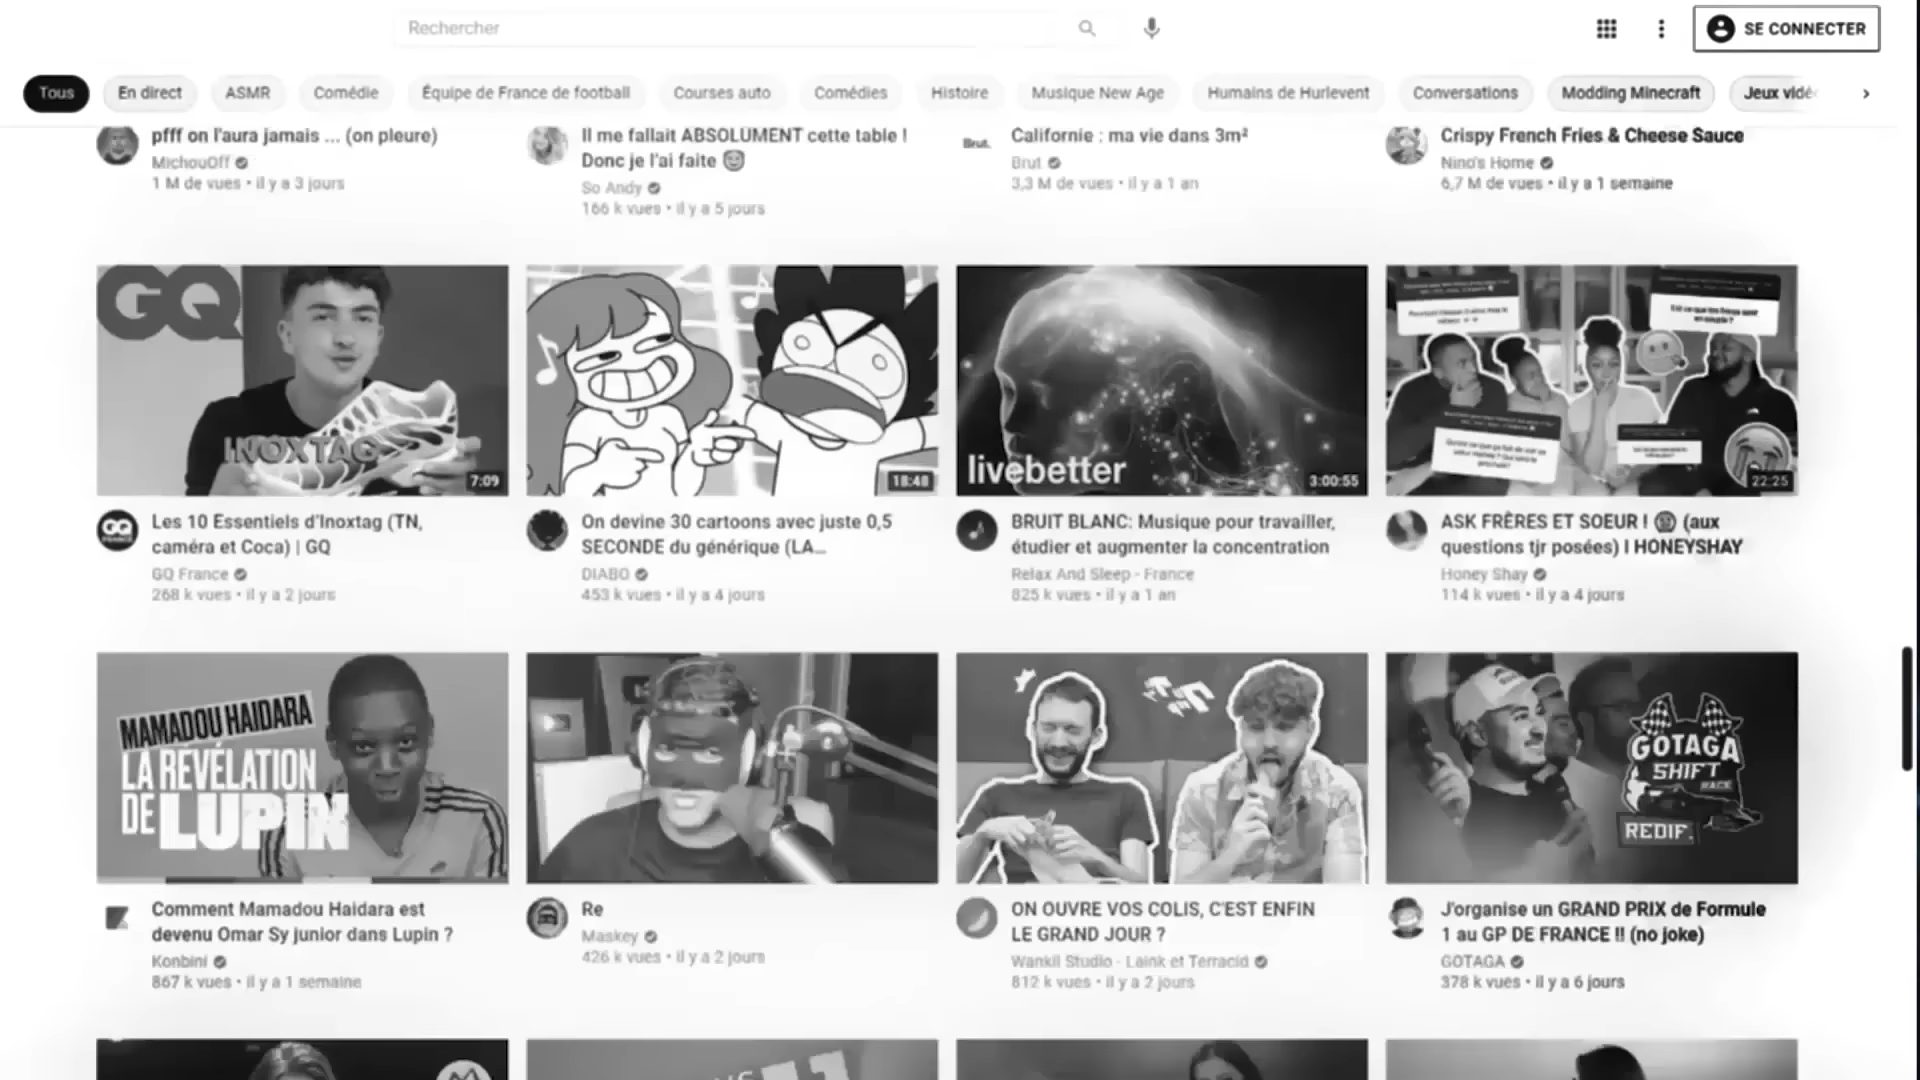 Rechercher
SE CONNECTER
Tous
En direct
ASMR
Comédie
Équipe de France de football
Courses auto
Comédies
Histoire
Musique New Age
Humains de Hurlevent
Conversations
Modding Minecraft
Jeux vidé
pfff on l'aura jamais ... (on pleure)
MichouOff
1 M de vues • il y a 3 jours
Il me fallait ABSOLUMENT cette table !
Donc je l'ai faite
So Andy
166 k vues • il y a 5 jours
Brut.
Californie : ma vie dans 3m²
Brut
3,3 M de vues • il y a 1 an
Crispy French Fries & Cheese Sauce
Nino's Home
6,7 M de vues • il y a 1 semaine
GQ
INOXTAG
7:09
18:48
livebetter
3:00:55
22:25
GQ
FRANCE
Les 10 Essentiels d'Inoxtag (TN,
caméra et Coca) | GQ
GQ France
268 k vues • il y a 2 jours
On devine 30 cartoons avec juste 0,5
SECONDE du générique (LA...
DIABO
453 k vues • il y a 4 jours
BRUIT BLANC: Musique pour travailler,
étudier et augmenter la concentration
Relax And Sleep - France
825 k vues • il y a 1 an
ASK FRÈRES ET SOEUR ! (aux
questions tjr posées) I HONEYSHAY
Honey Shay
114 k vues • il y a 4 jours
MAMADOU HAIDARA
LA RÉVÉLATION
DE LUPIN
GOTAGA
SHIFT
RACE
REDIF.
Comment Mamadou Haidara est
devenu Omar Sy junior dans Lupin ?
Konbini
867 k vues • il y a 1 semaine
Re
Maskey
426 k vues • il y a 2 jours
ON OUVRE VOS COLIS, C'EST ENFIN
LE GRAND JOUR ?
Wankil Studio - Laink et Terracid
812 k vues • il y a 2 jours
J'organise un GRAND PRIX de Formule
1 au GP DE FRANCE !! (no joke)
GOTAGA
378 k vues • il y a 6 jours